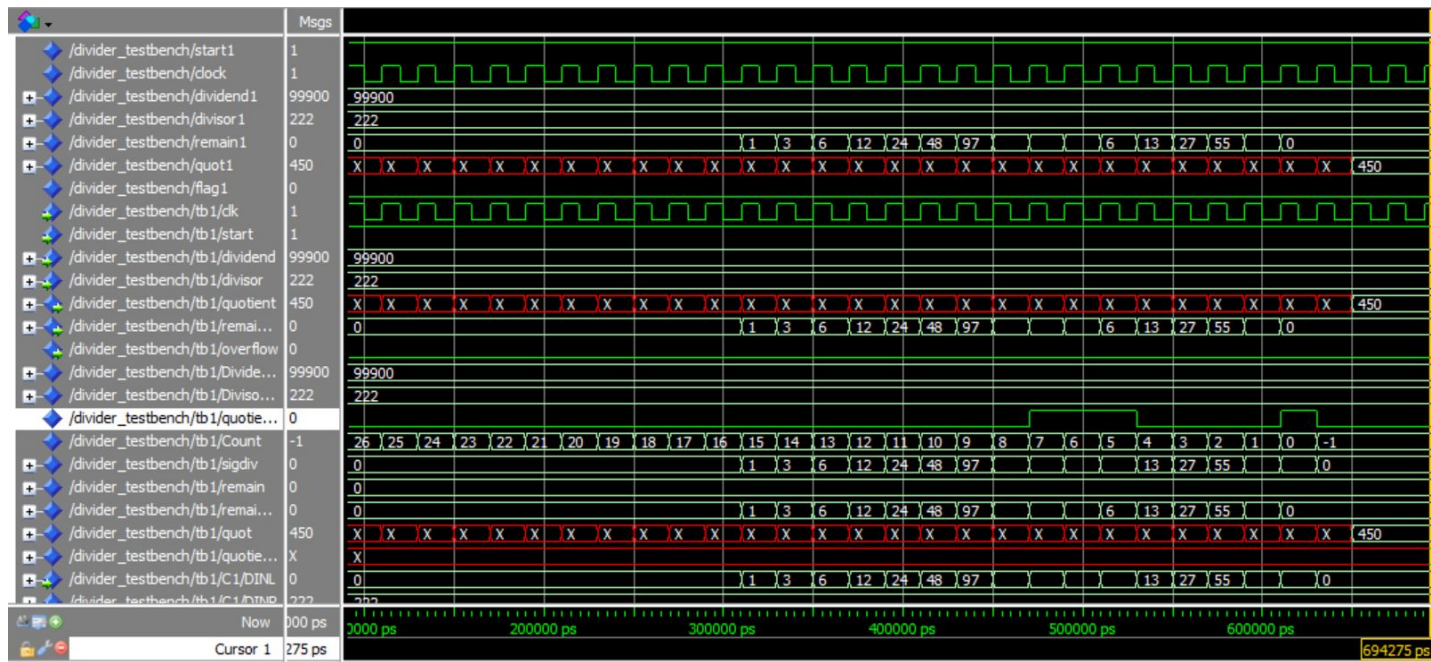 Msgs
/divider_testbench/start1 1
/divider_testbench/clock 1
/divider_testbench/dividend1 99900 99900
/divider_testbench/divisor1 222 222
/divider_testbench/remain1 0 0 1 3 6 12 24 48 97 6 13 27 55 0
/divider_testbench/quot1 450 X X X X X X X X X X X X X X X X X X X X X X X X X X X X 450
/divider_testbench/flag1 0
/divider_testbench/tb1/clk 1
/divider_testbench/tb1/start 1
/divider_testbench/tb1/dividend 99900 99900
/divider_testbench/tb1/divisor 222 222
/divider_testbench/tb1/quotient 450 X X X X X X X X X X X X X X X X X X X X X X X X X X X X 450
/divider_testbench/tb1/remai... 0 0 1 3 6 12 24 48 97 6 13 27 55 0
/divider_testbench/tb1/overflow 0
/divider_testbench/tb1/Divide... 99900 99900
/divider_testbench/tb1/Diviso... 222 222
/divider_testbench/tb1/quotie... 0
/divider_testbench/tb1/Count -1 26 25 24 23 22 21 20 19 18 17 16 15 14 13 12 11 10 9 8 7 6 5 4 3 2 1 0 -1
/divider_testbench/tb1/sigdiv 0 0 1 3 6 12 24 48 97 13 27 55 0
/divider_testbench/tb1/remain 0 0
/divider_testbench/tb1/remai... 0 0 1 3 6 12 24 48 97 6 13 27 55 0
/divider_testbench/tb1/quot 450 X X X X X X X X X X X X X X X X X X X X X X X X X X X X 450
/divider_testbench/tb1/quotie... X X
/divider_testbench/tb1/C1/DINL 0 0 1 3 6 12 24 48 97 13 27 55 0
Now 000 ps 0000 ps 200000 ps 300000 ps 400000 ps 500000 ps 600000 ps
Cursor 1 275 ps 694275 ps